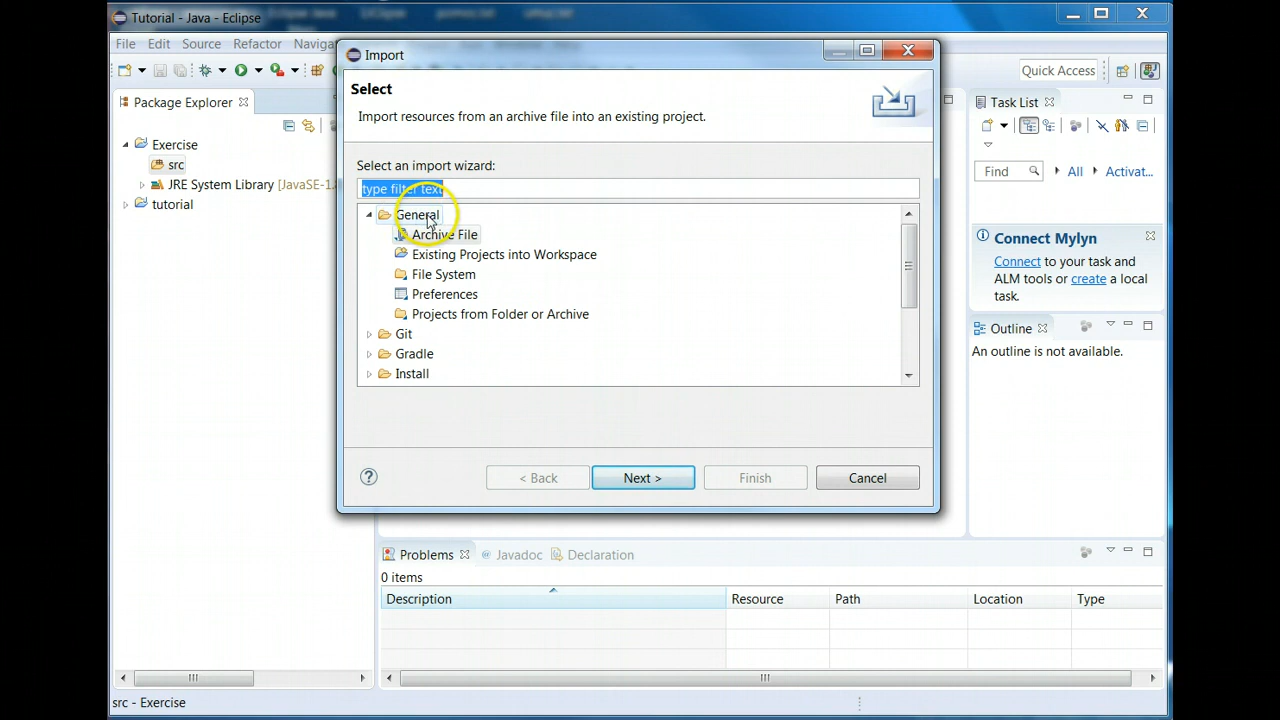 Tutorial - Java - Eclipse
File Edit Source Refactor Naviga
Quick Access
Package Explorer
Exercise
src
JRE System Library [JavaSE-1.
tutorial
Import
Select
Import resources from an archive file into an existing project.
Select an import wizard:
type filter text
General
Archive File
Existing Projects into Workspace
File System
Preferences
Projects from Folder or Archive
Git
Gradle
Install
?
< Back Next > Finish Cancel
Task List
Find All Activat...
Connect Mylyn
Connect to your task and
ALM tools or create a local
task.
Outline
An outline is not available.
Problems @ Javadoc Declaration
0 items
Description Resource Path Location Type
src - Exercise